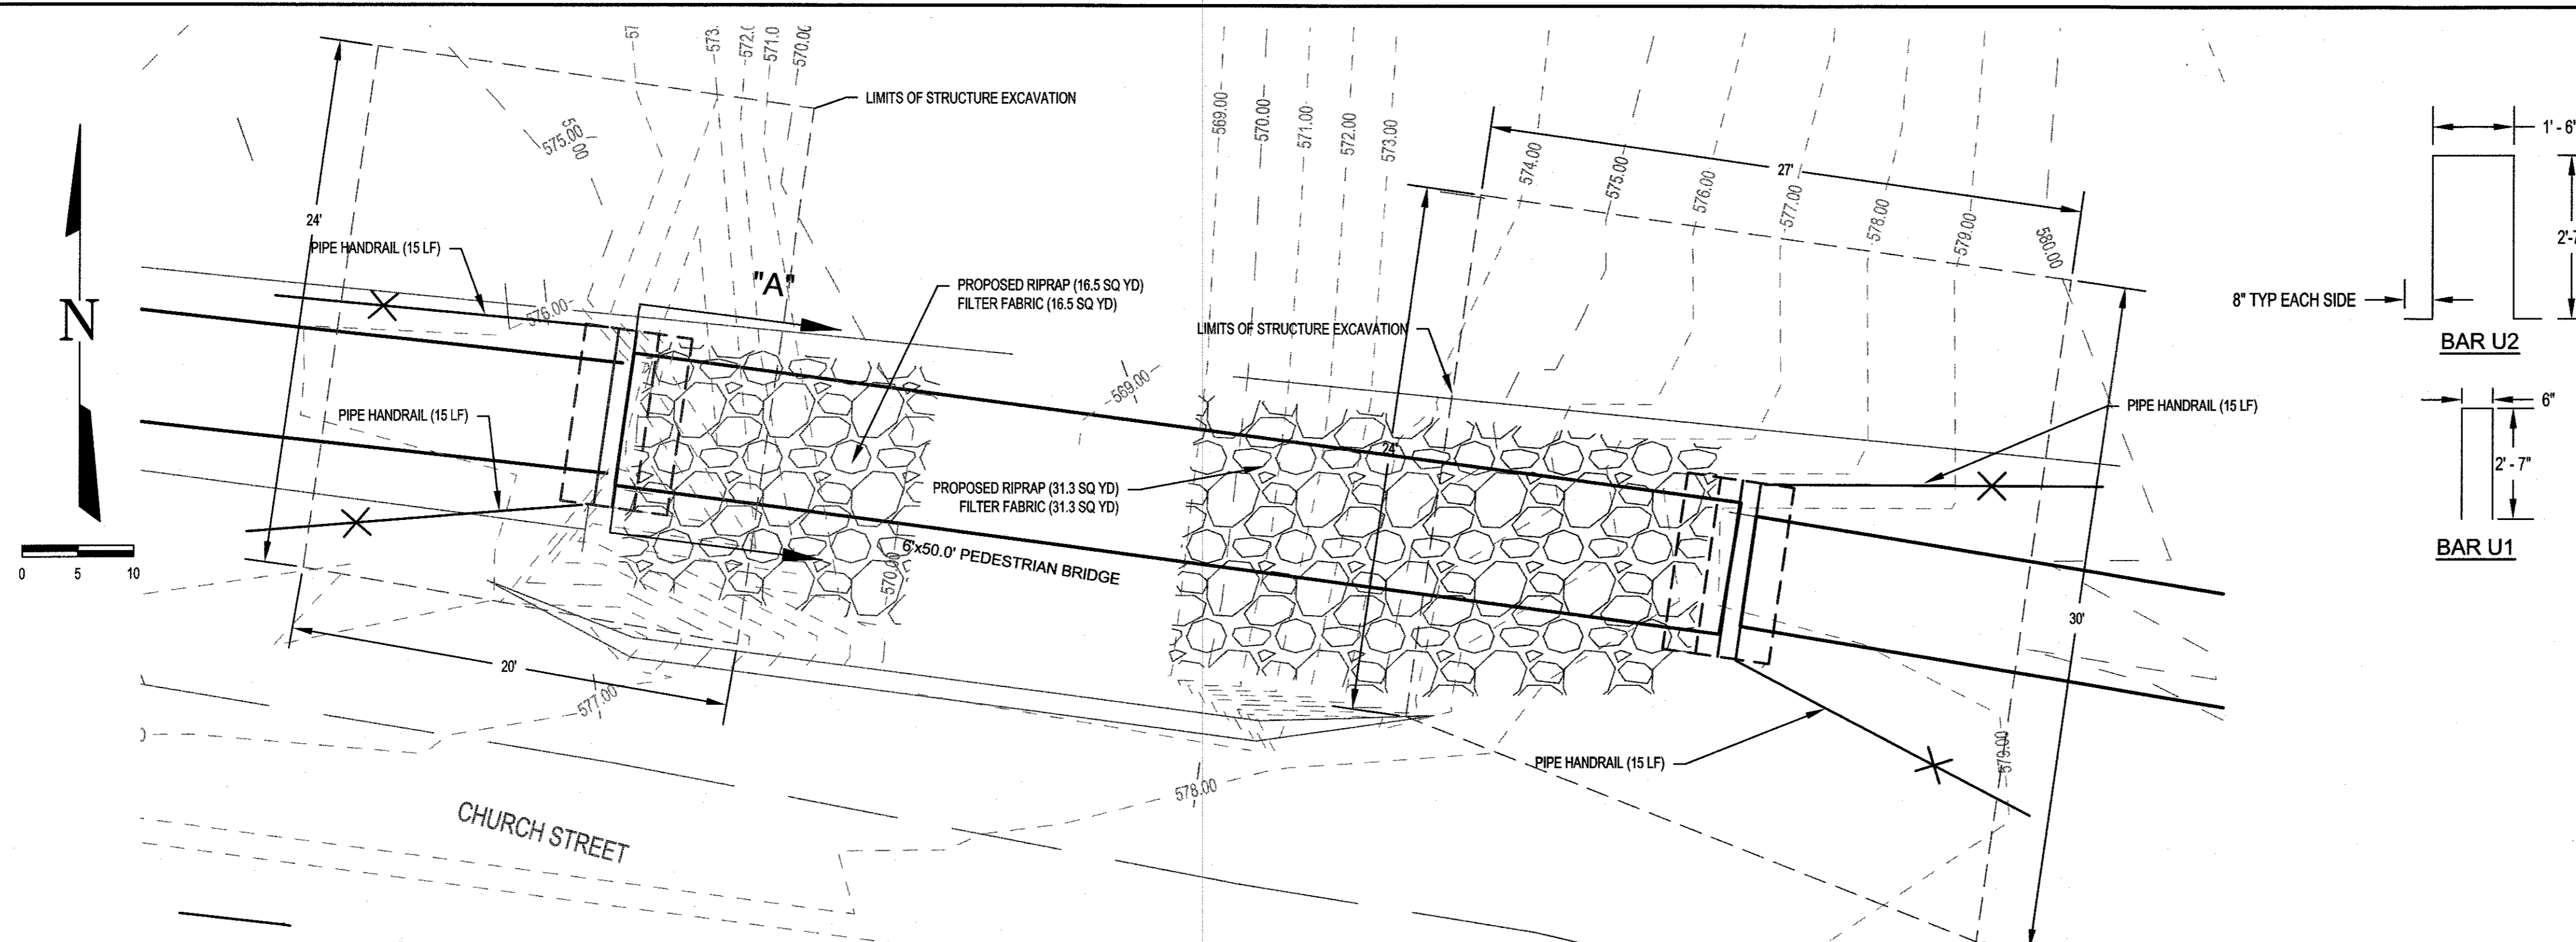 573.
572.0
571.0
570.00
LIMITS OF STRUCTURE EXCAVATION
575.00
24'
PIPE HANDRAIL (15 LF)
"A"
PROPOSED RIPRAP (16.5 SQ YD)
FILTER FABRIC (16.5 SQ YD)
576.00
N
PIPE HANDRAIL (15 LF)
0 5 10
6'x50.0' PEDESTRIAN BRIDGE
570.00
20'
577.00
CHURCH STREET
569.00
570.00
571.00
572.00
573.00
574.00
575.00
576.00
577.00
578.00
579.00
580.00
27'
LIMITS OF STRUCTURE EXCAVATION
569.00
24'
PROPOSED RIPRAP (31.3 SQ YD)
FILTER FABRIC (31.3 SQ YD)
PIPE HANDRAIL (15 LF)
30'
PIPE HANDRAIL (15 LF)
579.00
578.00
1' - 6"
8" TYP EACH SIDE
BAR U2
6"
2' - 7"
BAR U1